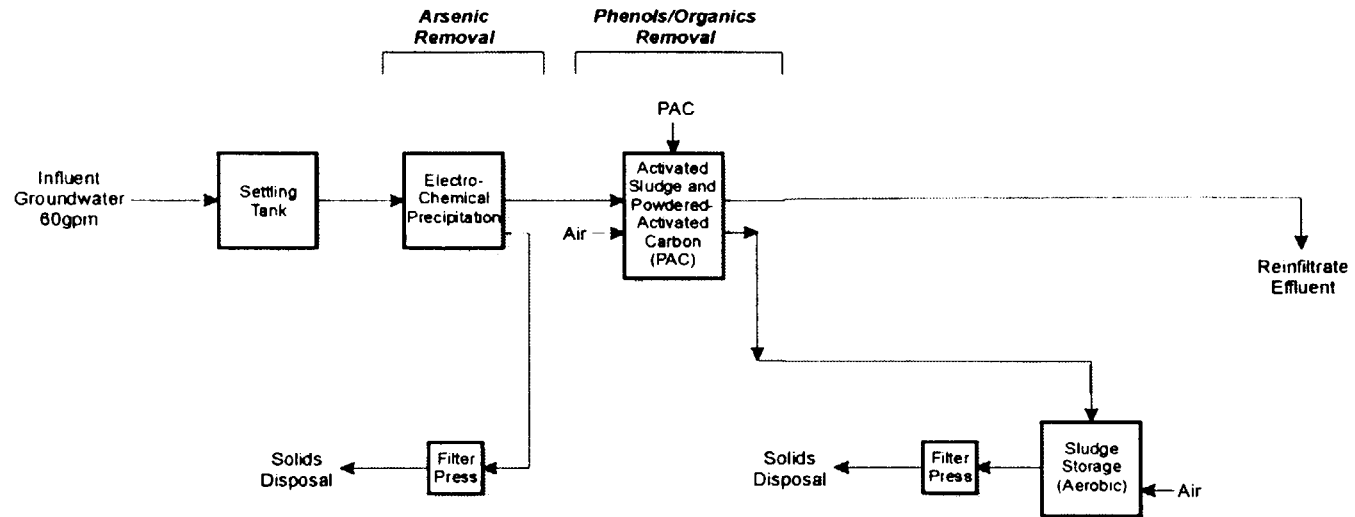 Arsenic
Removal
Phenols/Organics
Removal
PAC
Influent
Groundwater
60gpm
Settling
Tank
Electro-
Chemical
Precipitation
Activated
Sludge and
Powdered-
Activated
Carbon
(PAC)
Air
Reinfiltrate
Effluent
Solids
Disposal
Filter
Press
Solids
Disposal
Filter
Press
Sludge
Storage
(Aerobic)
Air